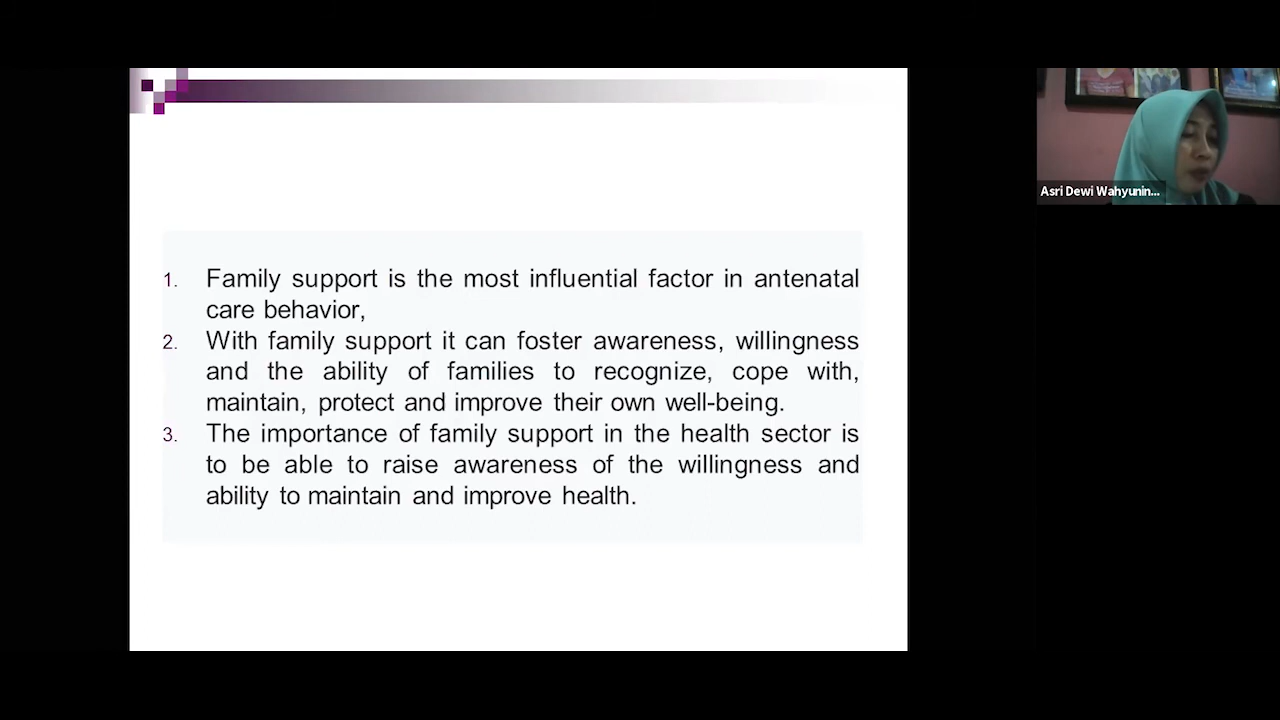 1. Family support is the most influential factor in antenatal
care behavior,
2. With family support it can foster awareness, willingness
and the ability of families to recognize, cope with,
maintain, protect and improve their own well-being.
3. The importance of family support in the health sector is
to be able to raise awareness of the willingness and
ability to maintain and improve health.
Asri Dewi Wahyunin...